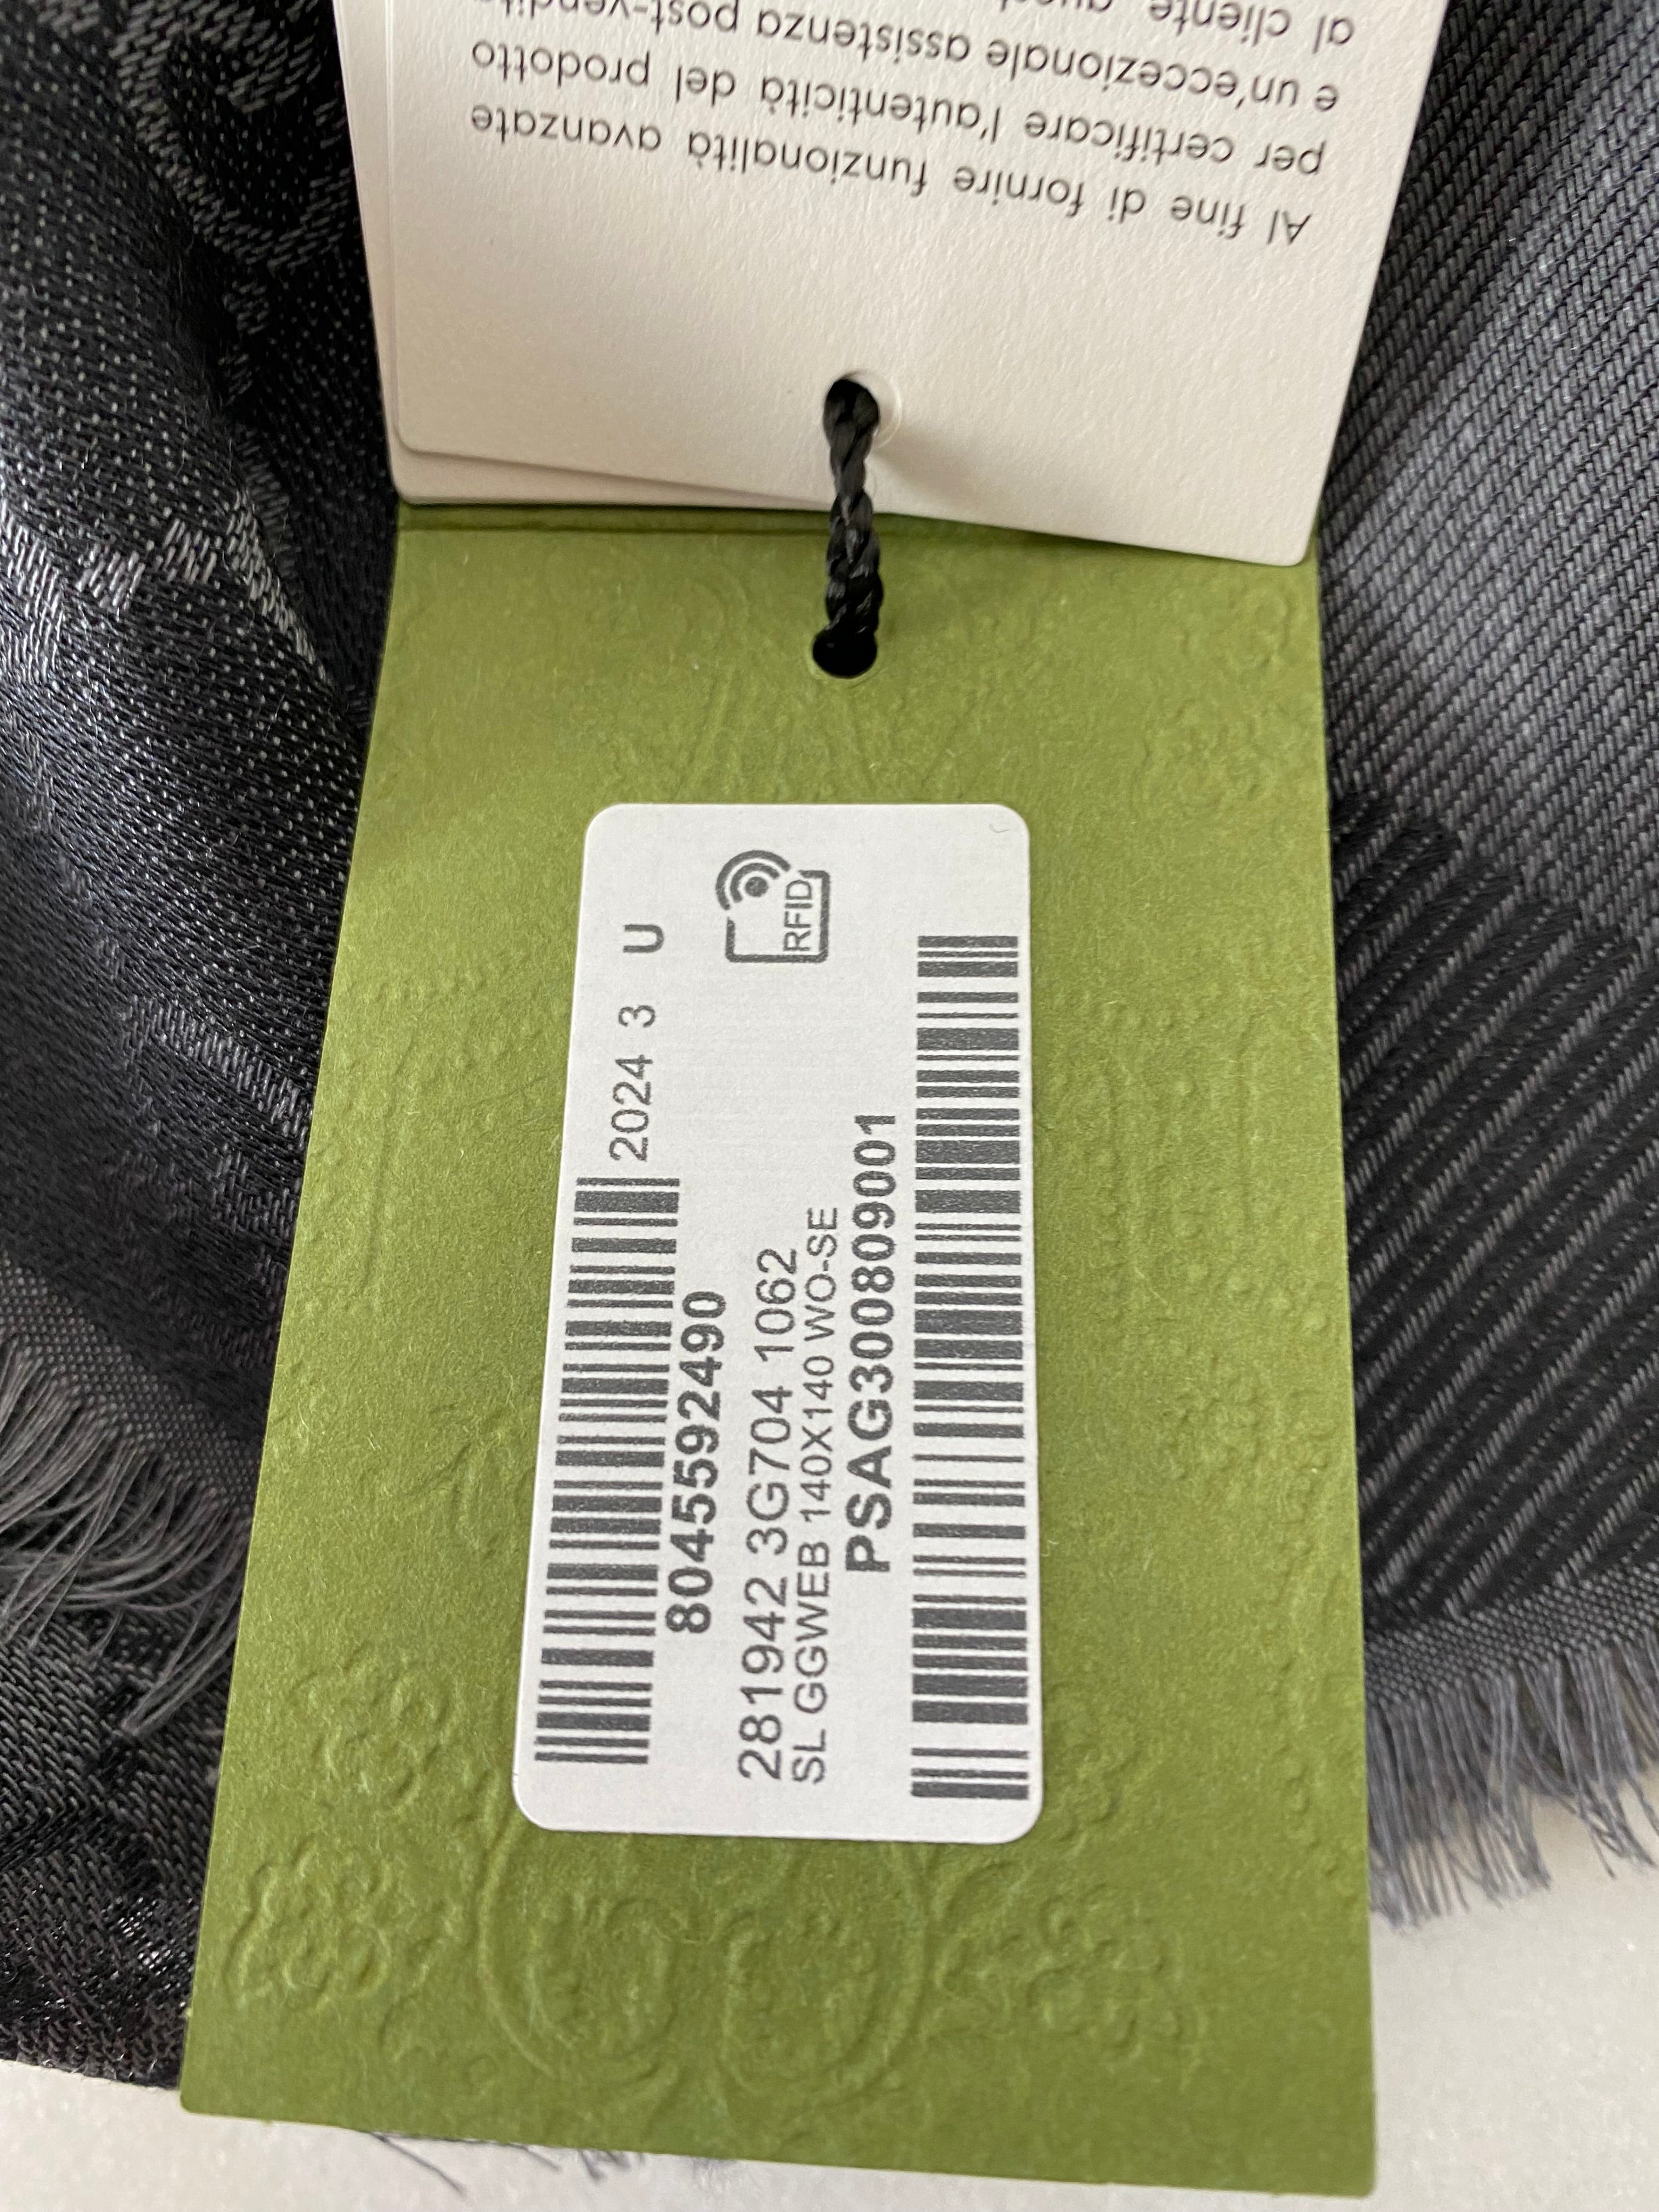 Al fine di fornire funzionalità avanzate
per certificare l'autenticità del prodotto
e un'eccezionale assistenza post-vendita
al cliente,
2024 3 U
8045592490
RFID
281942 3G704 1062
SL GGWEB 140X140 WO-SE
PSAG300809001